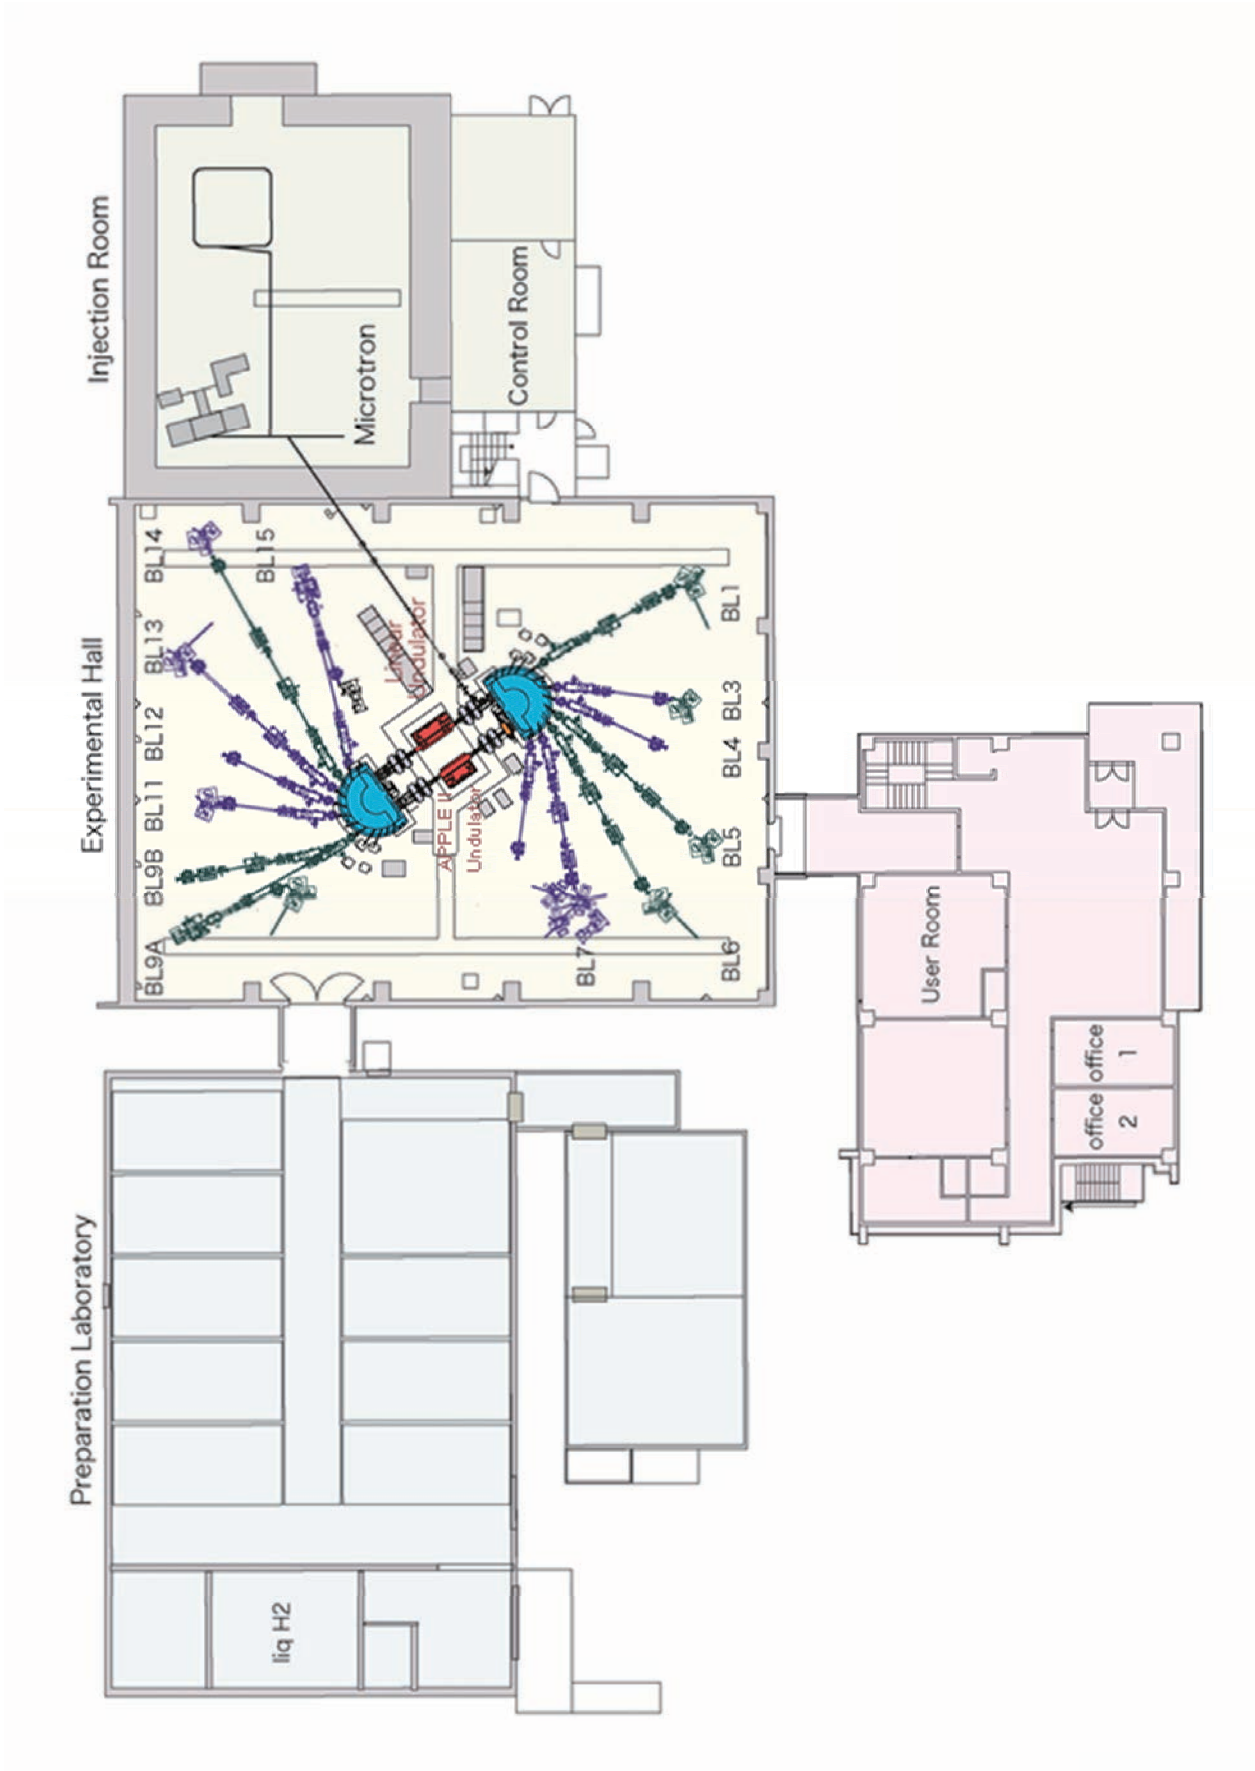 Injection Room
Microtron
Control Room
Experimental Hall
BL14
BL15
BL13
BL12
BL11
BL9B
BL9A
Linear
Undulator
APPLE II
Undulator
BL1
BL3
BL4
BL5
BL6
BL7
User Room
office
1
office
2
Preparation Laboratory
liq H2